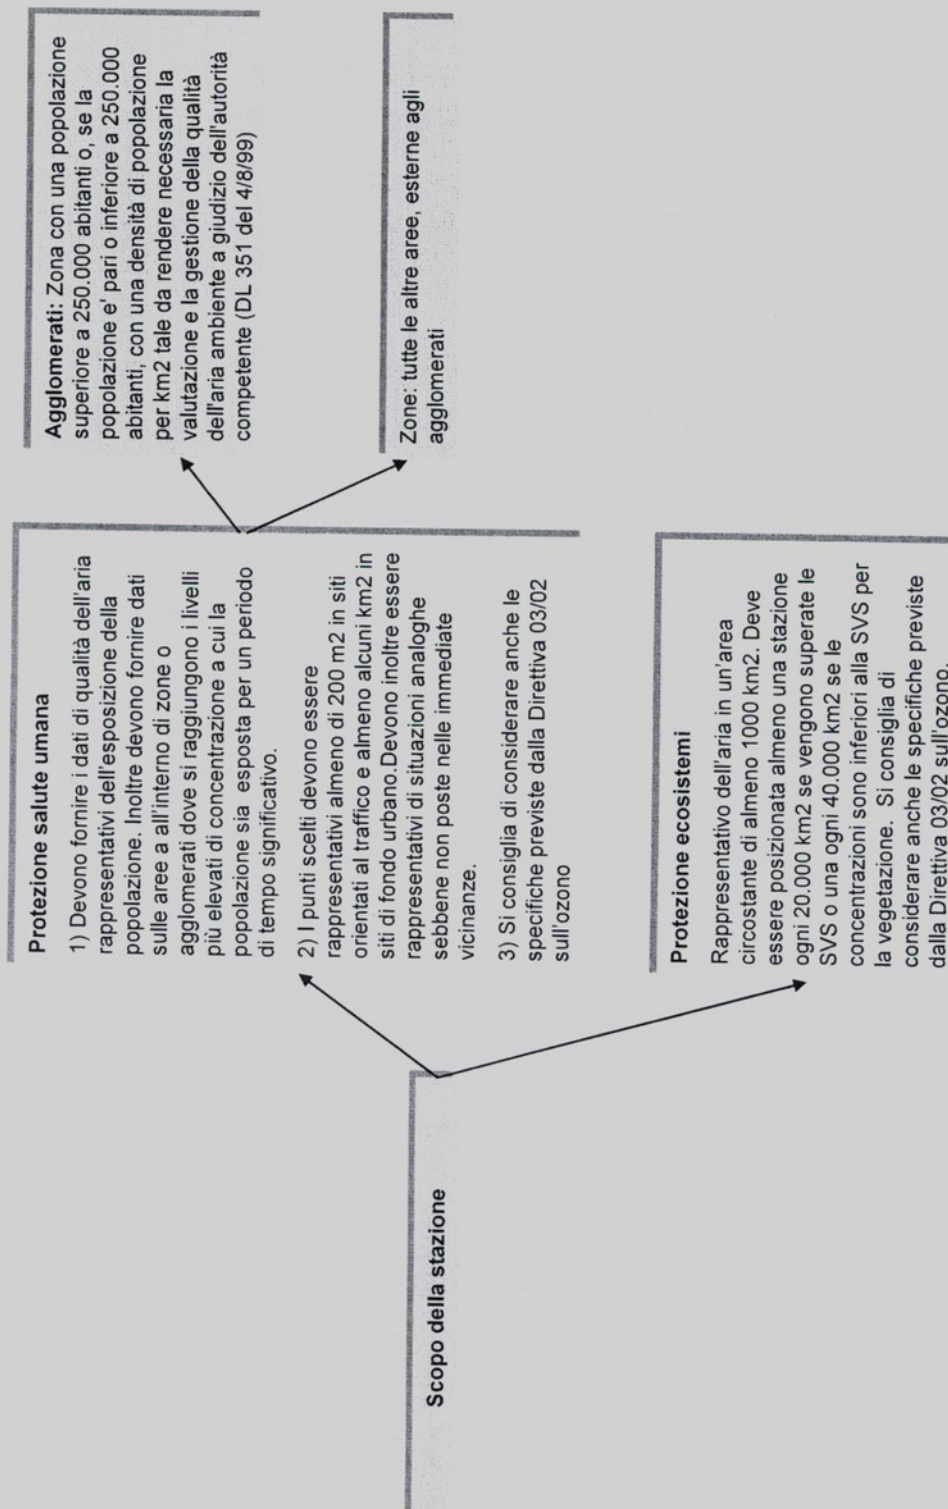 Scopo della stazione
Protezione salute umana
1) Devono fornire i dati di qualità dell'aria
rappresentativi dell'esposizione della
popolazione. Inoltre devono fornire dati
sulle aree a all'interno di zone o
agglomerati dove si raggiungono i livelli
più elevati di concentrazione a cui la
popolazione sia esposta per un periodo
di tempo significativo.
2) I punti scelti devono essere
rappresentativi almeno di 200 m2 in siti
orientati al traffico e almeno alcuni km2 in
siti di fondo urbano.Devono inoltre essere
rappresentativi di situazioni analoghe
sebbene non poste nelle immediate
vicinanze.
3) Si consiglia di considerare anche le
specifiche previste dalla Direttiva 03/02
sull'ozono
Protezione ecosistemi
Rappresentativo dell'aria in un'area
circostante di almeno 1000 km2. Deve
essere posizionata almeno una stazione
ogni 20.000 km2 se vengono superate le
SVS o una ogni 40.000 km2 se le
concentrazioni sono inferiori alla SVS per
la vegetazione. Si consiglia di
considerare anche le specifiche previste
dalla Direttiva 03/02 sull'ozono.
Agglomerati: Zona con una popolazione
superiore a 250.000 abitanti o, se la
popolazione e' pari o inferiore a 250.000
abitanti, con una densità di popolazione
per km2 tale da rendere necessaria la
valutazione e la gestione della qualità
dell'aria ambiente a giudizio dell'autorità
competente (DL 351 del 4/8/99)
Zone: tutte le altre aree, esterne agli
agglomerati